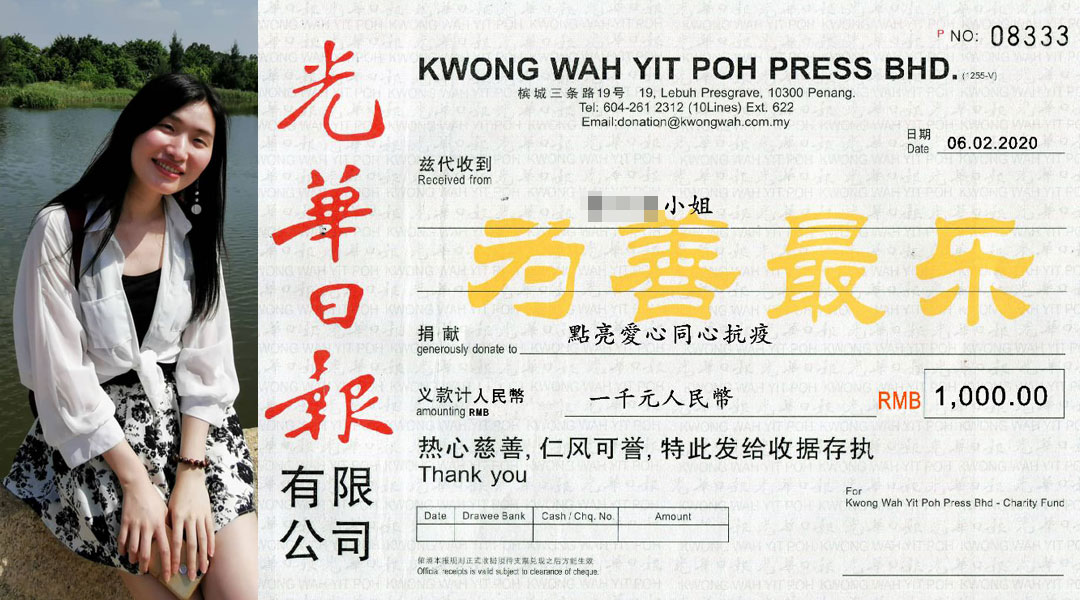 光華日報
有限
公司
P NO: 08333
KWONG WAH YIT POH PRESS BHD. (1255-V)
槟城三条路19号 19, Lebuh Presgrave, 10300 Penang.
Tel: 604-261 2312 (10Lines) Ext. 622
Email:donation@kwongwah.com.my
日期
Date 06.02.2020
兹代收到
Received from
小姐
为善最乐
捐献 點亮愛心同心抗疫
generously donate to
义款计人民幣 一千元人民幣 RMB 1,000.00
amounting RMB
热心慈善, 仁风可誉, 特此发给收据存执
Thank you
For
Kwong Wah Yit Poh Press Bhd - Charity Fund
Date Drawee Bank Cash / Chq. No. Amount
Official receipts is valid subject to clearance of cheque.